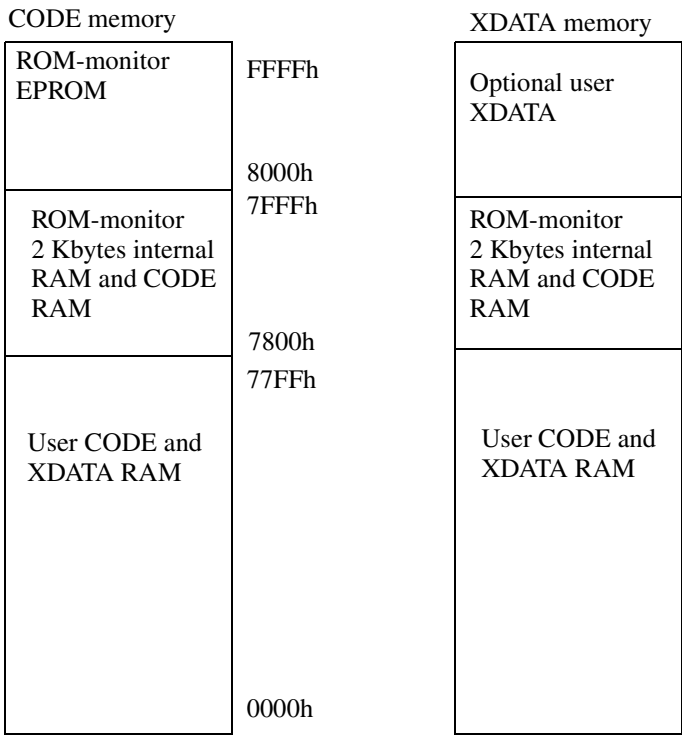 CODE memory
ROM-monitor
EPROM
ROM-monitor
2 Kbytes internal
RAM and CODE
RAM
User CODE and
XDATA RAM
FFFFh
8000h
7FFFh
7800h
77FFh
0000h
XDATA memory
Optional user
XDATA
ROM-monitor
2 Kbytes internal
RAM and CODE
RAM
User CODE and
XDATA RAM